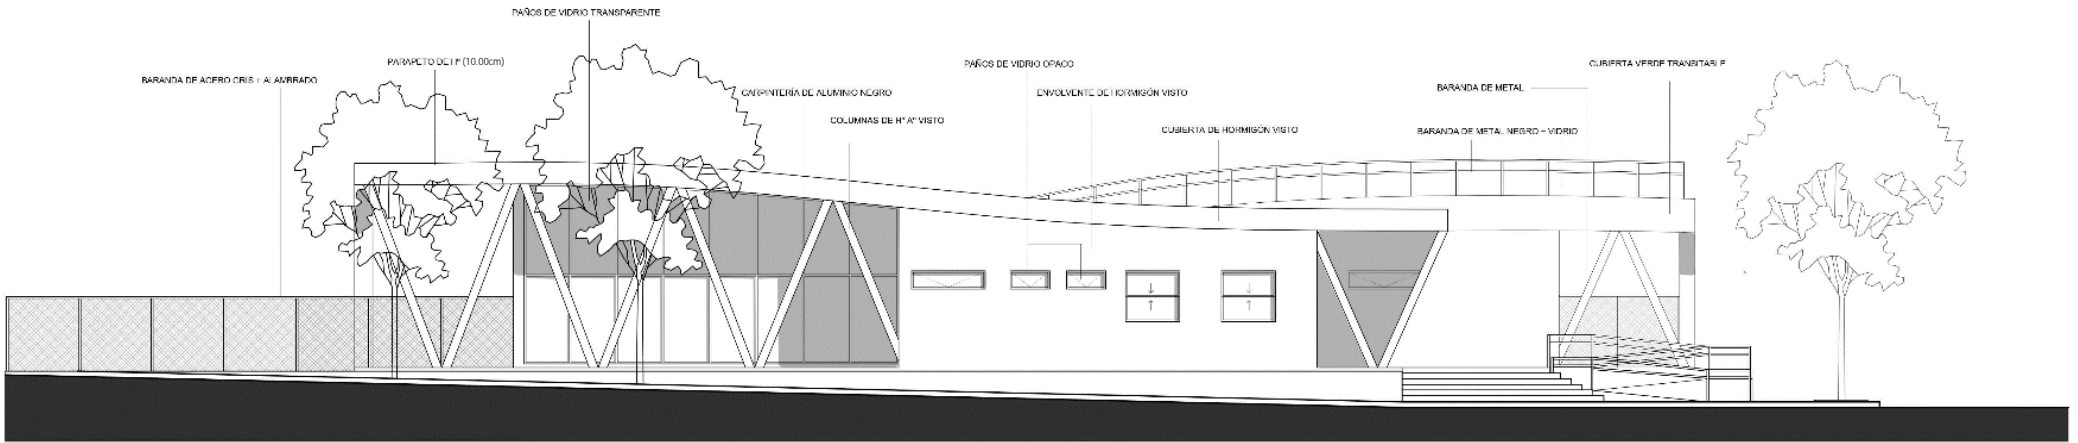 PAÑOS DE VIDRIO TRANSPARENTE
PARAPETO DE Hº (10.00cm)
BARANDA DE ACERO GRIS + ALAMBRADO
PAÑOS DE VIDRIO OPACO
CUBIERTA VERDE TRANSITABLE
CARPINTERÍA DE ALUMINIO NEGRO
ENVOLVENTE DE HORMIGÓN VISTO
BARANDA DE METAL
COLUMNAS DE Hº Aº VISTO
CUBIERTA DE HORMIGÓN VISTO
BARANDA DE METAL NEGRO – VIDRIO